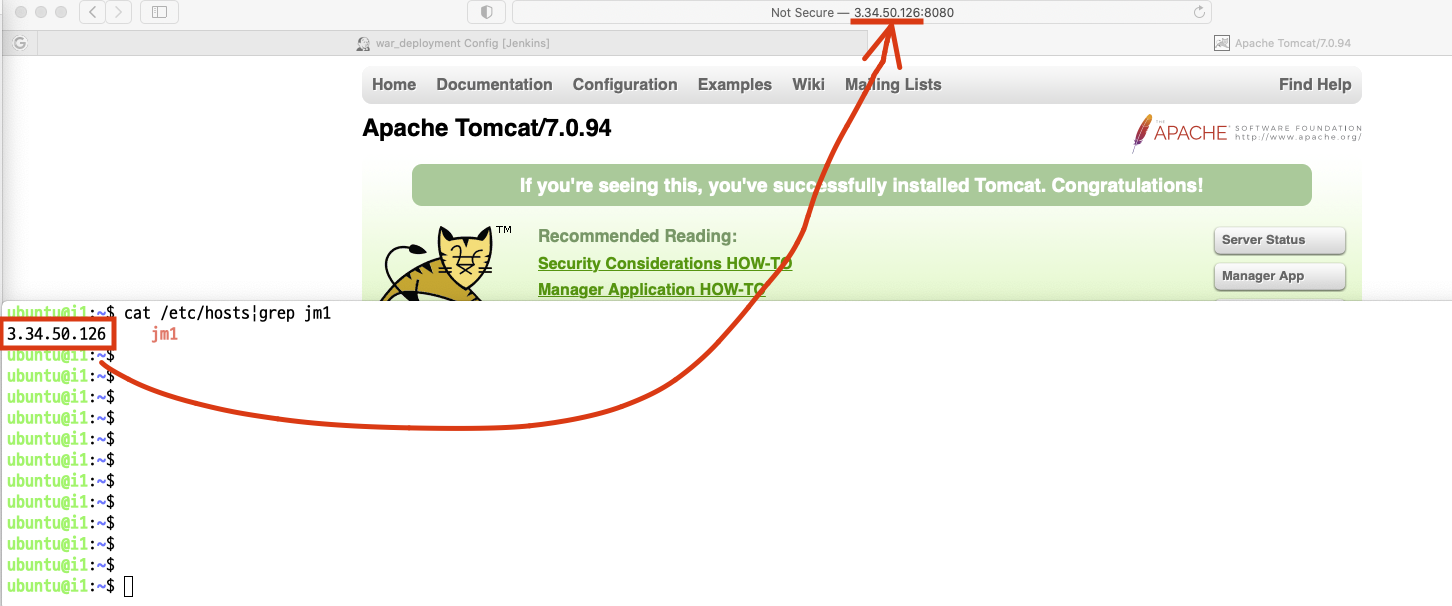 Not Secure — 3.34.50.126:8080
G
war_deployment Config [Jenkins]
Apache Tomcat/7.0.94
Home Documentation Configuration Examples Wiki Mailing Lists Find Help
Apache Tomcat/7.0.94
THE
APACHE SOFTWARE FOUNDATION
http://www.apache.org/
If you're seeing this, you've successfully installed Tomcat. Congratulations!
TM
Recommended Reading:
Security Considerations HOW-TO
Manager Application HOW-TO
Server Status
Manager App
ubuntu@i1:~$ cat /etc/hosts|grep jm1
3.34.50.126 jm1
ubuntu@i1:~$
ubuntu@i1:~$
ubuntu@i1:~$
ubuntu@i1:~$
ubuntu@i1:~$
ubuntu@i1:~$
ubuntu@i1:~$
ubuntu@i1:~$
ubuntu@i1:~$
ubuntu@i1:~$
ubuntu@i1:~$
ubuntu@i1:~$